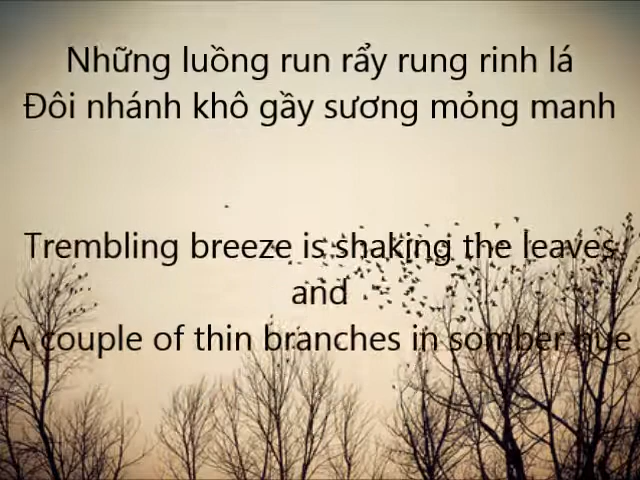 Những luồng run rẩy rung rinh lá
Đôi nhánh khô gầy sương mỏng manh
Trembling breeze is shaking the leaves
and
A couple of thin branches in somber hue